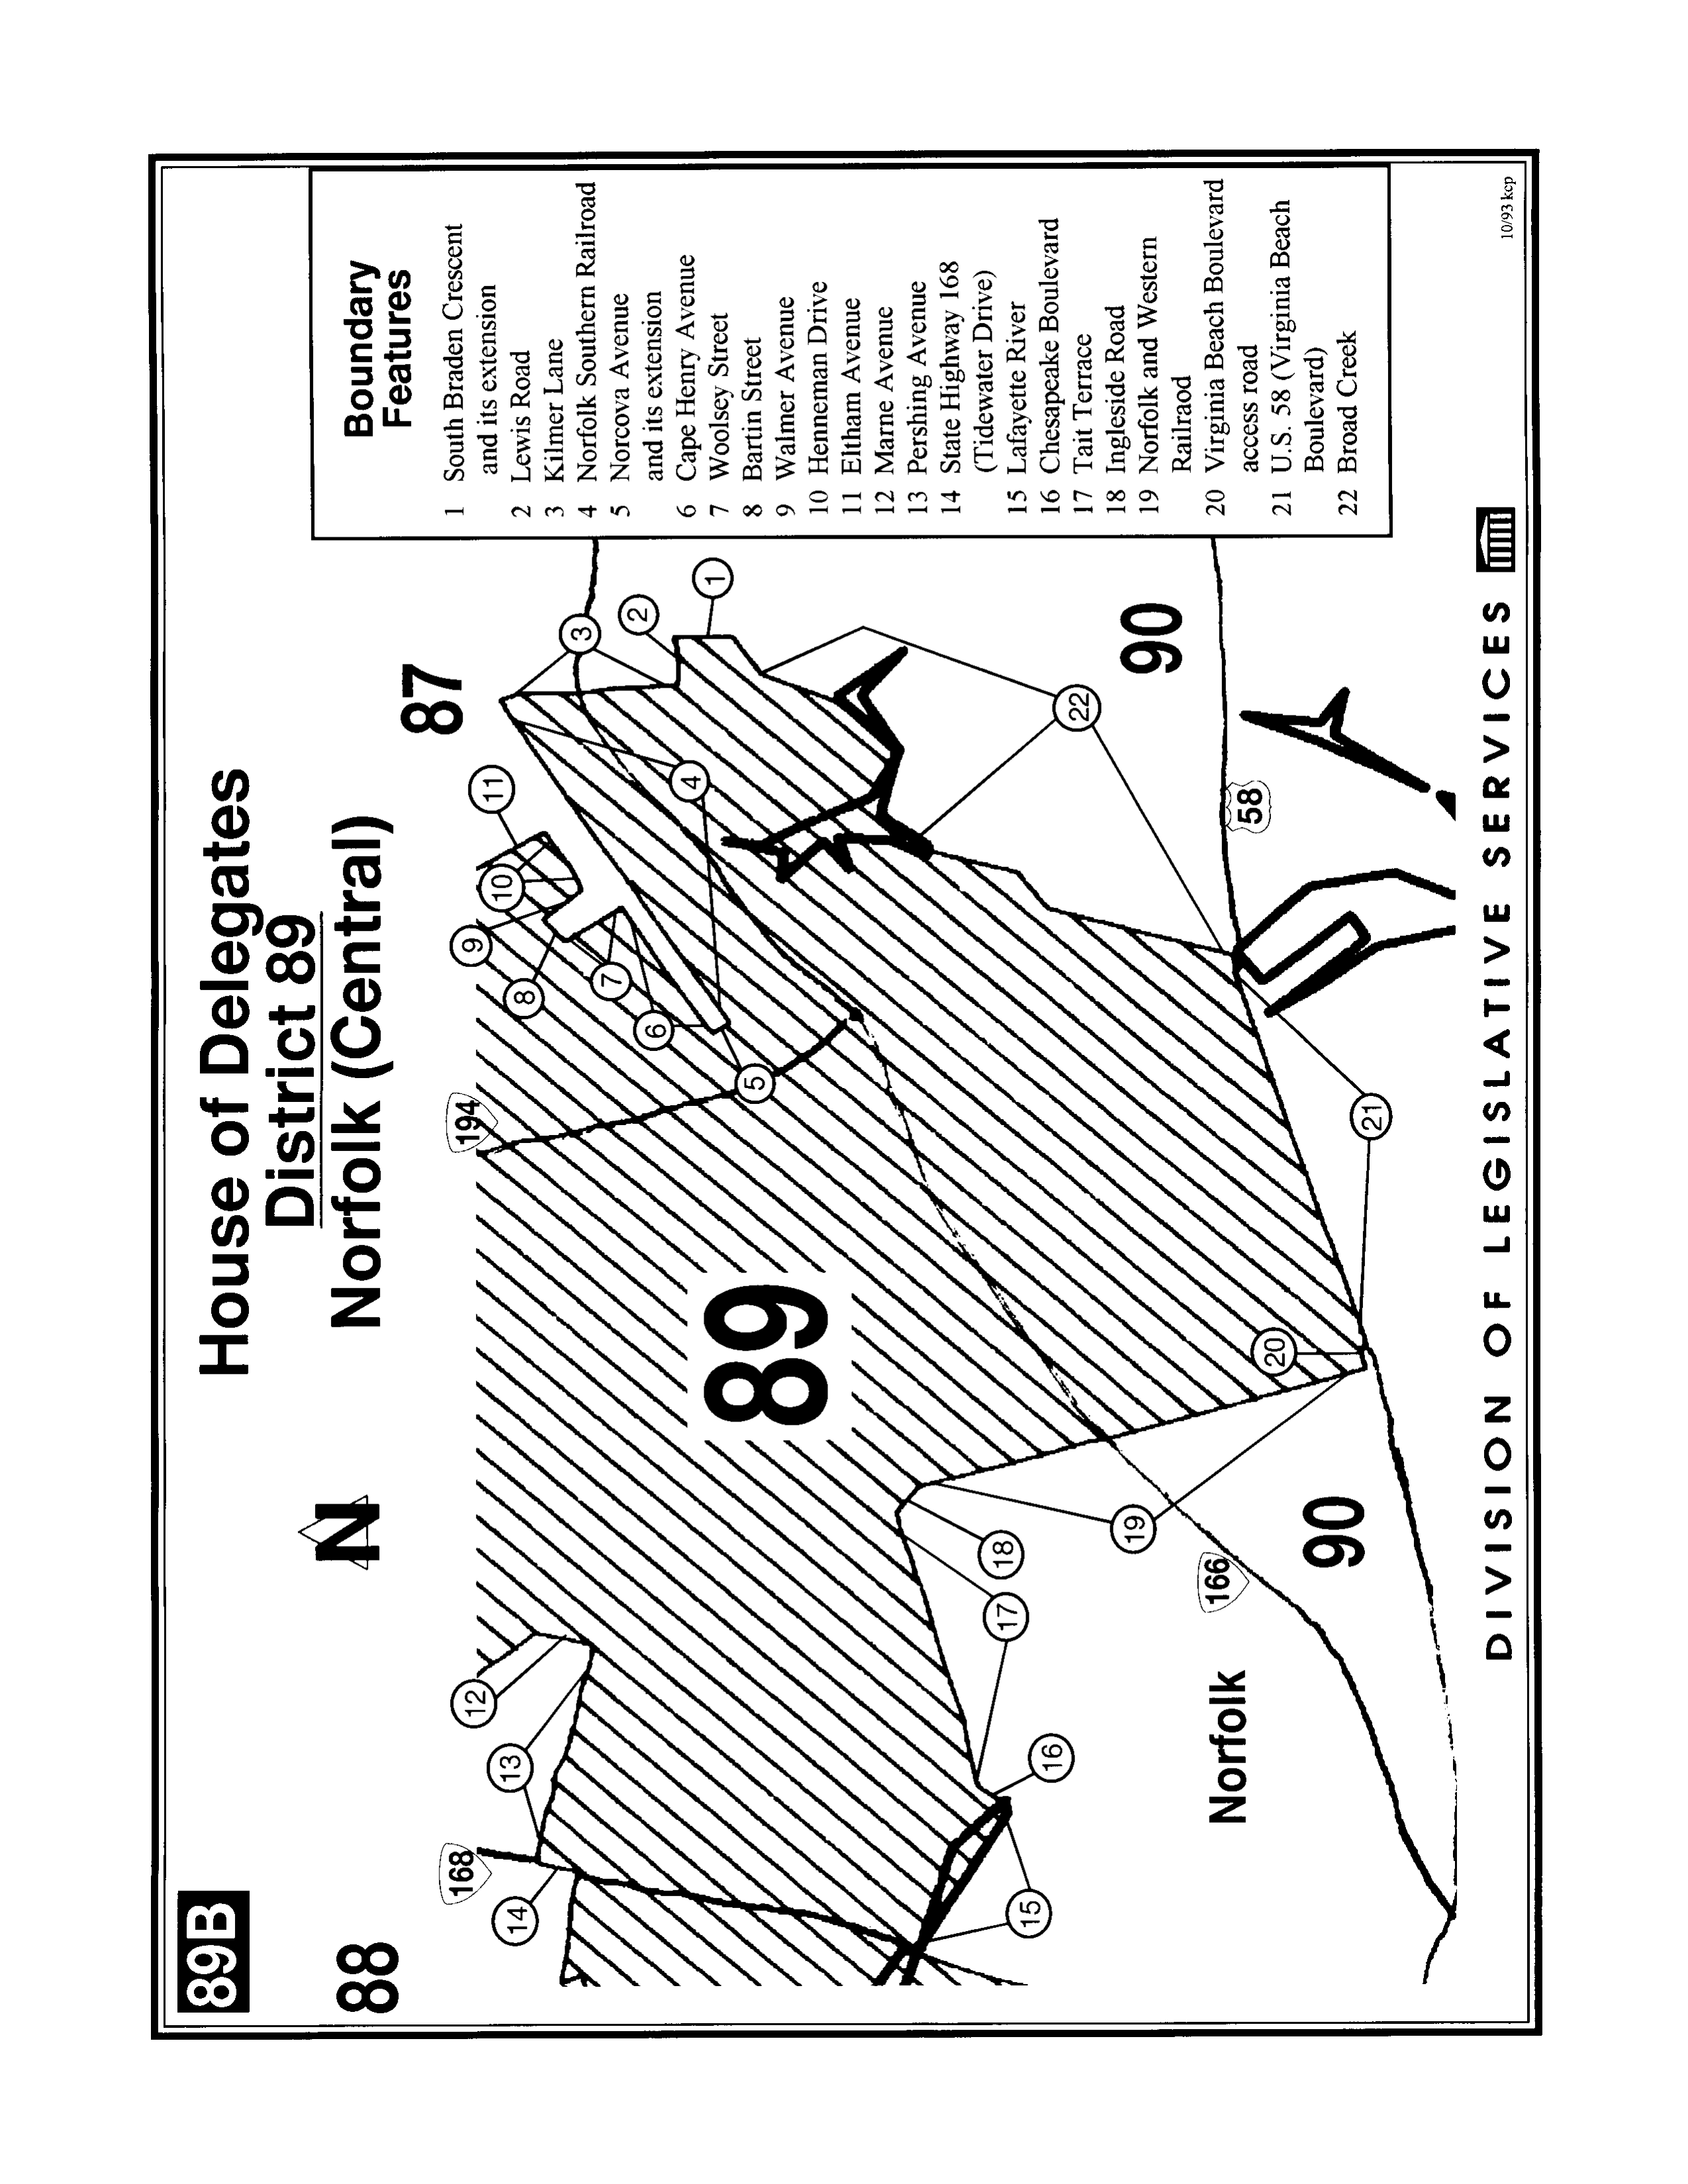 89B
House of Delegates
District 89
Norfolk (Central)
N
88
87
168
194
12
13
14
11
10
9
8
7
6
5
4
3
2
1
89
15
16
17
18
19
20
21
22
166
58
90
90
Norfolk
Boundary
Features
1 South Braden Crescent
and its extension
2 Lewis Road
3 Kilmer Lane
4 Norfolk Southern Railroad
5 Norcova Avenue
and its extension
6 Cape Henry Avenue
7 Woolsey Street
8 Bartin Street
9 Walmer Avenue
10 Henneman Drive
11 Eltham Avenue
12 Marne Avenue
13 Pershing Avenue
14 State Highway 168
(Tidewater Drive)
15 Lafayette River
16 Chesapeake Boulevard
17 Tait Terrace
18 Ingleside Road
19 Norfolk and Western
Railraod
20 Virginia Beach Boulevard
access road
21 U.S. 58 (Virginia Beach
Boulevard)
22 Broad Creek
DIVISION OF LEGISLATIVE SERVICES
10/93 kcp